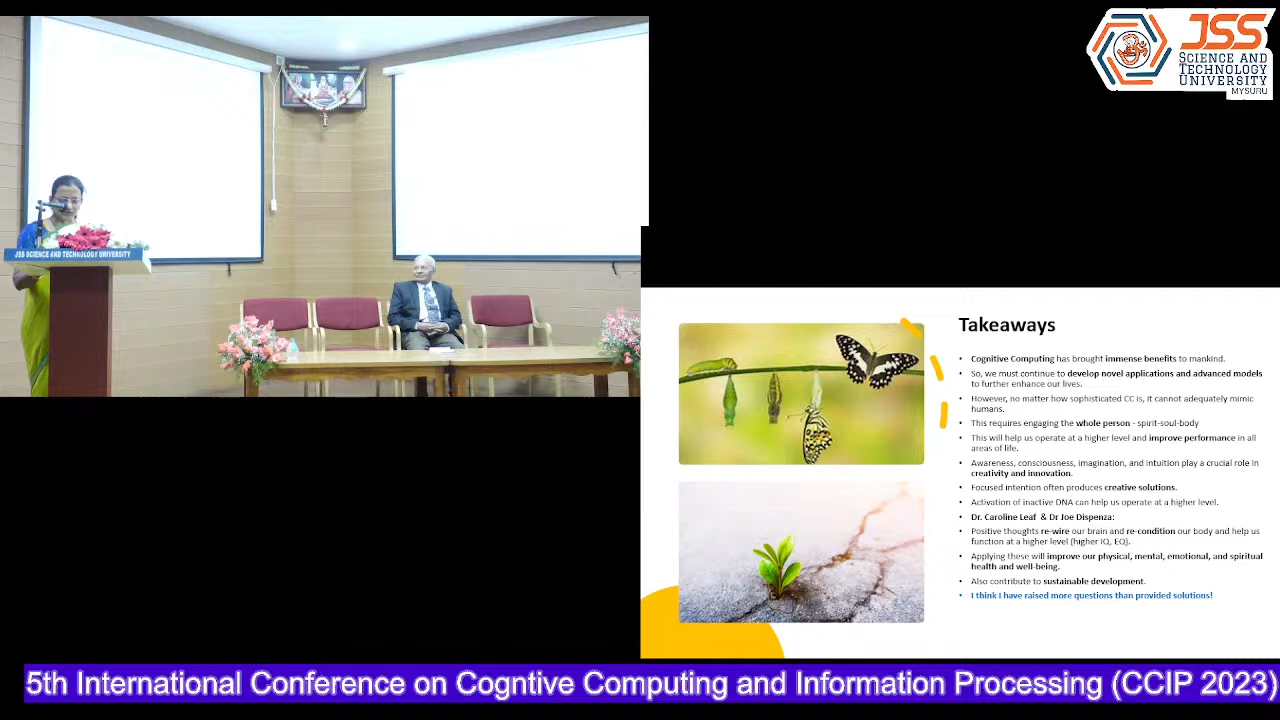 JSS
SCIENCE AND
TECHNOLOGY
UNIVERSITY
MYSURU
JSS SCIENCE AND TECHNOLOGY UNIVERSITY
Takeaways
• Cognitive Computing has brought immense benefits to mankind.
• So, we must continue to develop novel applications and advanced models
to further enhance our lives.
• However, no matter how sophisticated CC is, it cannot adequately mimic
humans.
• This requires engaging the whole person - spirit-soul-body
• This will help us operate at a higher level and improve performance in all
areas of life.
• Awareness, consciousness, imagination, and intuition play a crucial role in
creativity and innovation.
• Focused intention often produces creative solutions.
• Activation of inactive DNA can help us operate at a higher level.
• Dr. Caroline Leaf & Dr Joe Dispenza:
• Positive thoughts re-wire our brain and re-condition our body and help us
function at a higher level (higher IQ, EQ).
• Applying these will improve our physical, mental, emotional, and spiritual
health and well-being.
• Also contribute to sustainable development.
• I think I have raised more questions than provided solutions!
5th International Conference on Cogntive Computing and Information Processing (CCIP 2023)